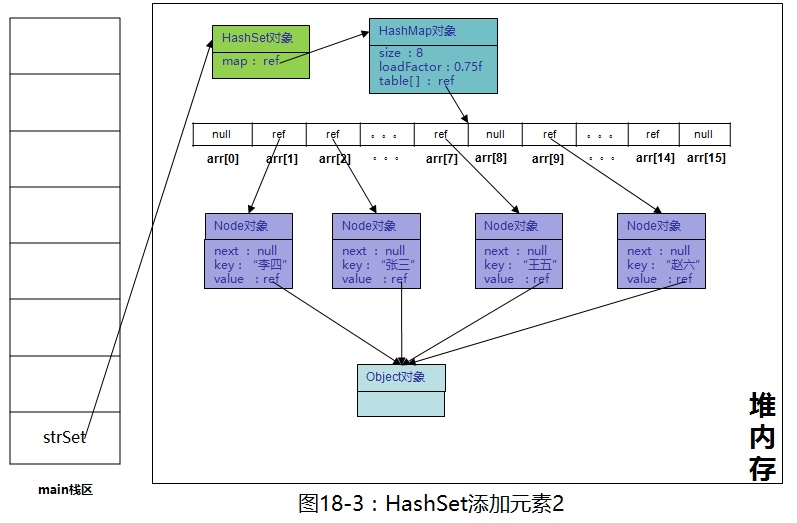 HashSet对象
map : ref
HashMap对象
size : 8
loadFactor : 0.75f
table[ ] : ref
null ref ref 。。。 ref null ref 。。。 ref null
arr[0] arr[1] arr[2] 。。。 arr[7] arr[8] arr[9] 。。。 arr[14] arr[15]
Node对象
next : null
key : “李四”
value : ref
Node对象
next : null
key : “张三”
value : ref
Node对象
next : null
key : “王五”
value : ref
Node对象
next : null
key : “赵六”
value : ref
Object对象
strSet
main栈区
堆内存
图18-3：HashSet添加元素2